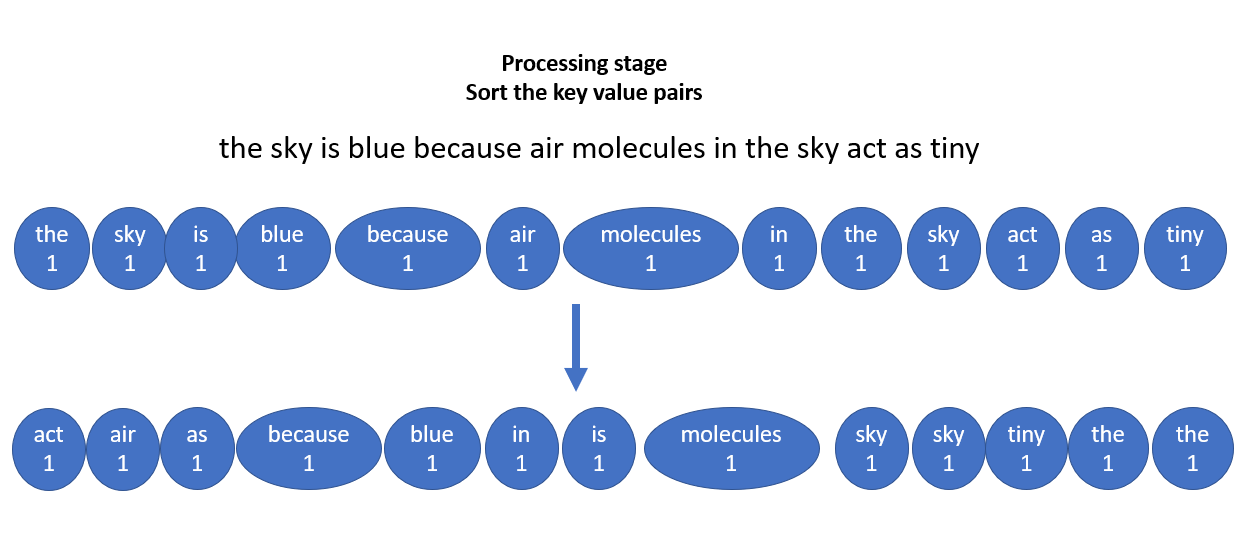 Processing stage
Sort the key value pairs
the sky is blue because air molecules in the sky act as tiny
the sky is blue because air molecules in the sky act as tiny
1 1 1 1 1 1 1 1 1 1 1 1 1
act air as because blue in is molecules sky sky tiny the the
1 1 1 1 1 1 1 1 1 1 1 1 1